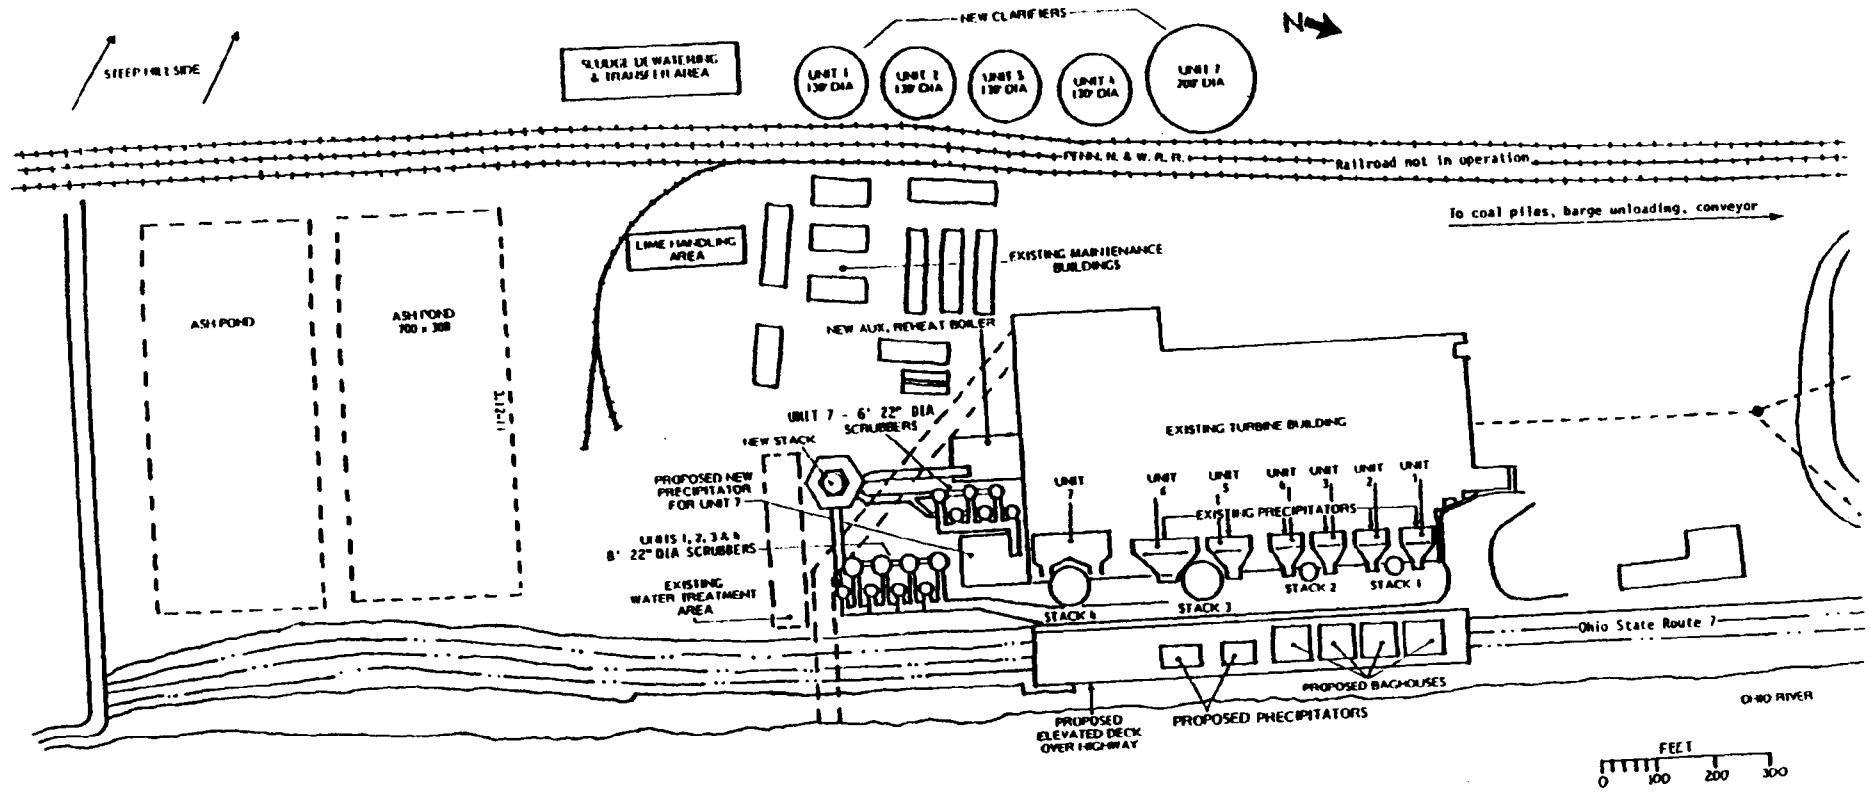 NEW CLARIFIERS
N
STEEP HILLSIDE
SLUDGE DEWATERING
& TRANSFER AREA
UNIT 1
130' DIA
UNIT 2
130' DIA
UNIT 3
130' DIA
UNIT 4
130' DIA
UNIT 7
200' DIA
PENN. N. & W. R. R.
Railroad not in operation
To coal piles, barge unloading, conveyor
LIME HANDLING
AREA
EXISTING MAINTENANCE
BUILDINGS
ASH POND
ASH POND
700 x 300
NEW AUX. REHEAT BOILER
UNIT 7 - 6' 22" DIA
SCRUBBERS
NEW STACK
EXISTING TURBINE BUILDING
PROPOSED NEW
PRECIPITATOR
FOR UNIT 7
UNIT
7
UNIT
6
UNIT
5
UNIT
4
UNIT
3
UNIT
2
UNIT
1
EXISTING PRECIPITATORS
UNITS 1, 2, 3 & 4
8' 22" DIA SCRUBBERS
EXISTING
WATER TREATMENT
AREA
STACK 4
STACK 3
STACK 2
STACK 1
Ohio State Route 7
PROPOSED BAGHOUSES
PROPOSED PRECIPITATORS
PROPOSED
ELEVATED DECK
OVER HIGHWAY
OHIO RIVER
FEET
0 100 200 300